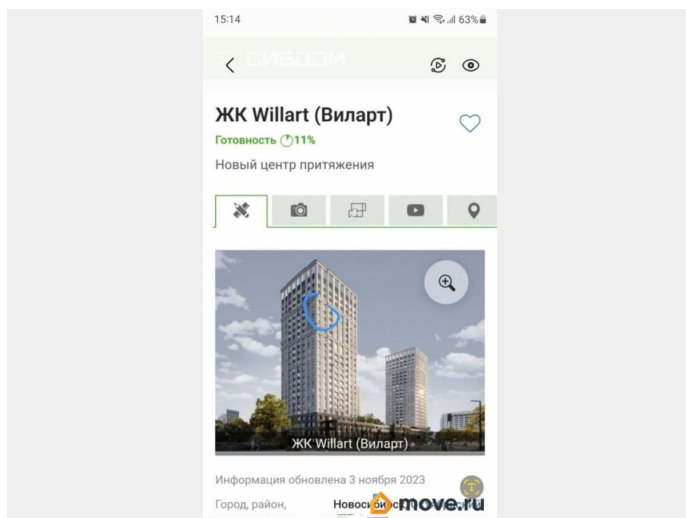 15:14 63%
СИБДОМ
ЖК Willart (Виларт)
Готовность 11%
Новый центр притяжения
ЖК Willart (Виларт)
Информация обновлена 3 ноября 2023
Город, район,
move.ru